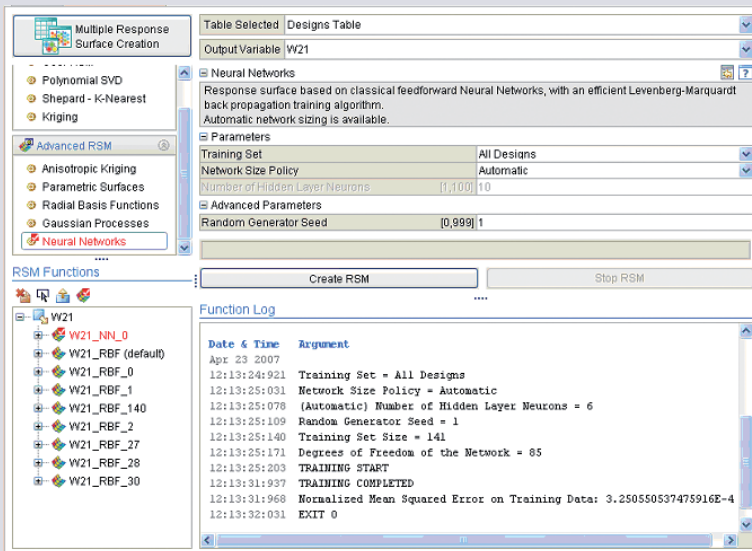 Multiple Response
Surface Creation
Polynomial SVD
Shepard - K-Nearest
Kriging
Advanced RSM
Anisotropic Kriging
Parametric Surfaces
Radial Basis Functions
Gaussian Processes
Neural Networks
Table Selected Designs Table
Output Variable W21
Neural Networks
Response surface based on classical feedforward Neural Networks, with an efficient Levenberg-Marquardt
back propagation training algorithm.
Automatic network sizing is available.
Parameters
Training Set All Designs
Network Size Policy Automatic
Number of Hidden Layer Neurons [1,100] 10
Advanced Parameters
Random Generator Seed [0,999] 1
Create RSM Stop RSM
RSM Functions
W21
W21_NN_0
W21_RBF (default)
W21_RBF_0
W21_RBF_1
W21_RBF_140
W21_RBF_2
W21_RBF_27
W21_RBF_28
W21_RBF_30
Function Log
Date & Time Argument
Apr 23 2007
12:13:24:921 Training Set = All Designs
12:13:25:031 Network Size Policy = Automatic
12:13:25:078 (Automatic) Number of Hidden Layer Neurons = 6
12:13:25:109 Random Generator Seed = 1
12:13:25:140 Training Set Size = 141
12:13:25:171 Degrees of Freedom of the Network = 85
12:13:25:203 TRAINING START
12:13:31:937 TRAINING COMPLETED
12:13:31:968 Normalized Mean Squared Error on Training Data: 3.250550537475916E-4
12:13:32:031 EXIT 0